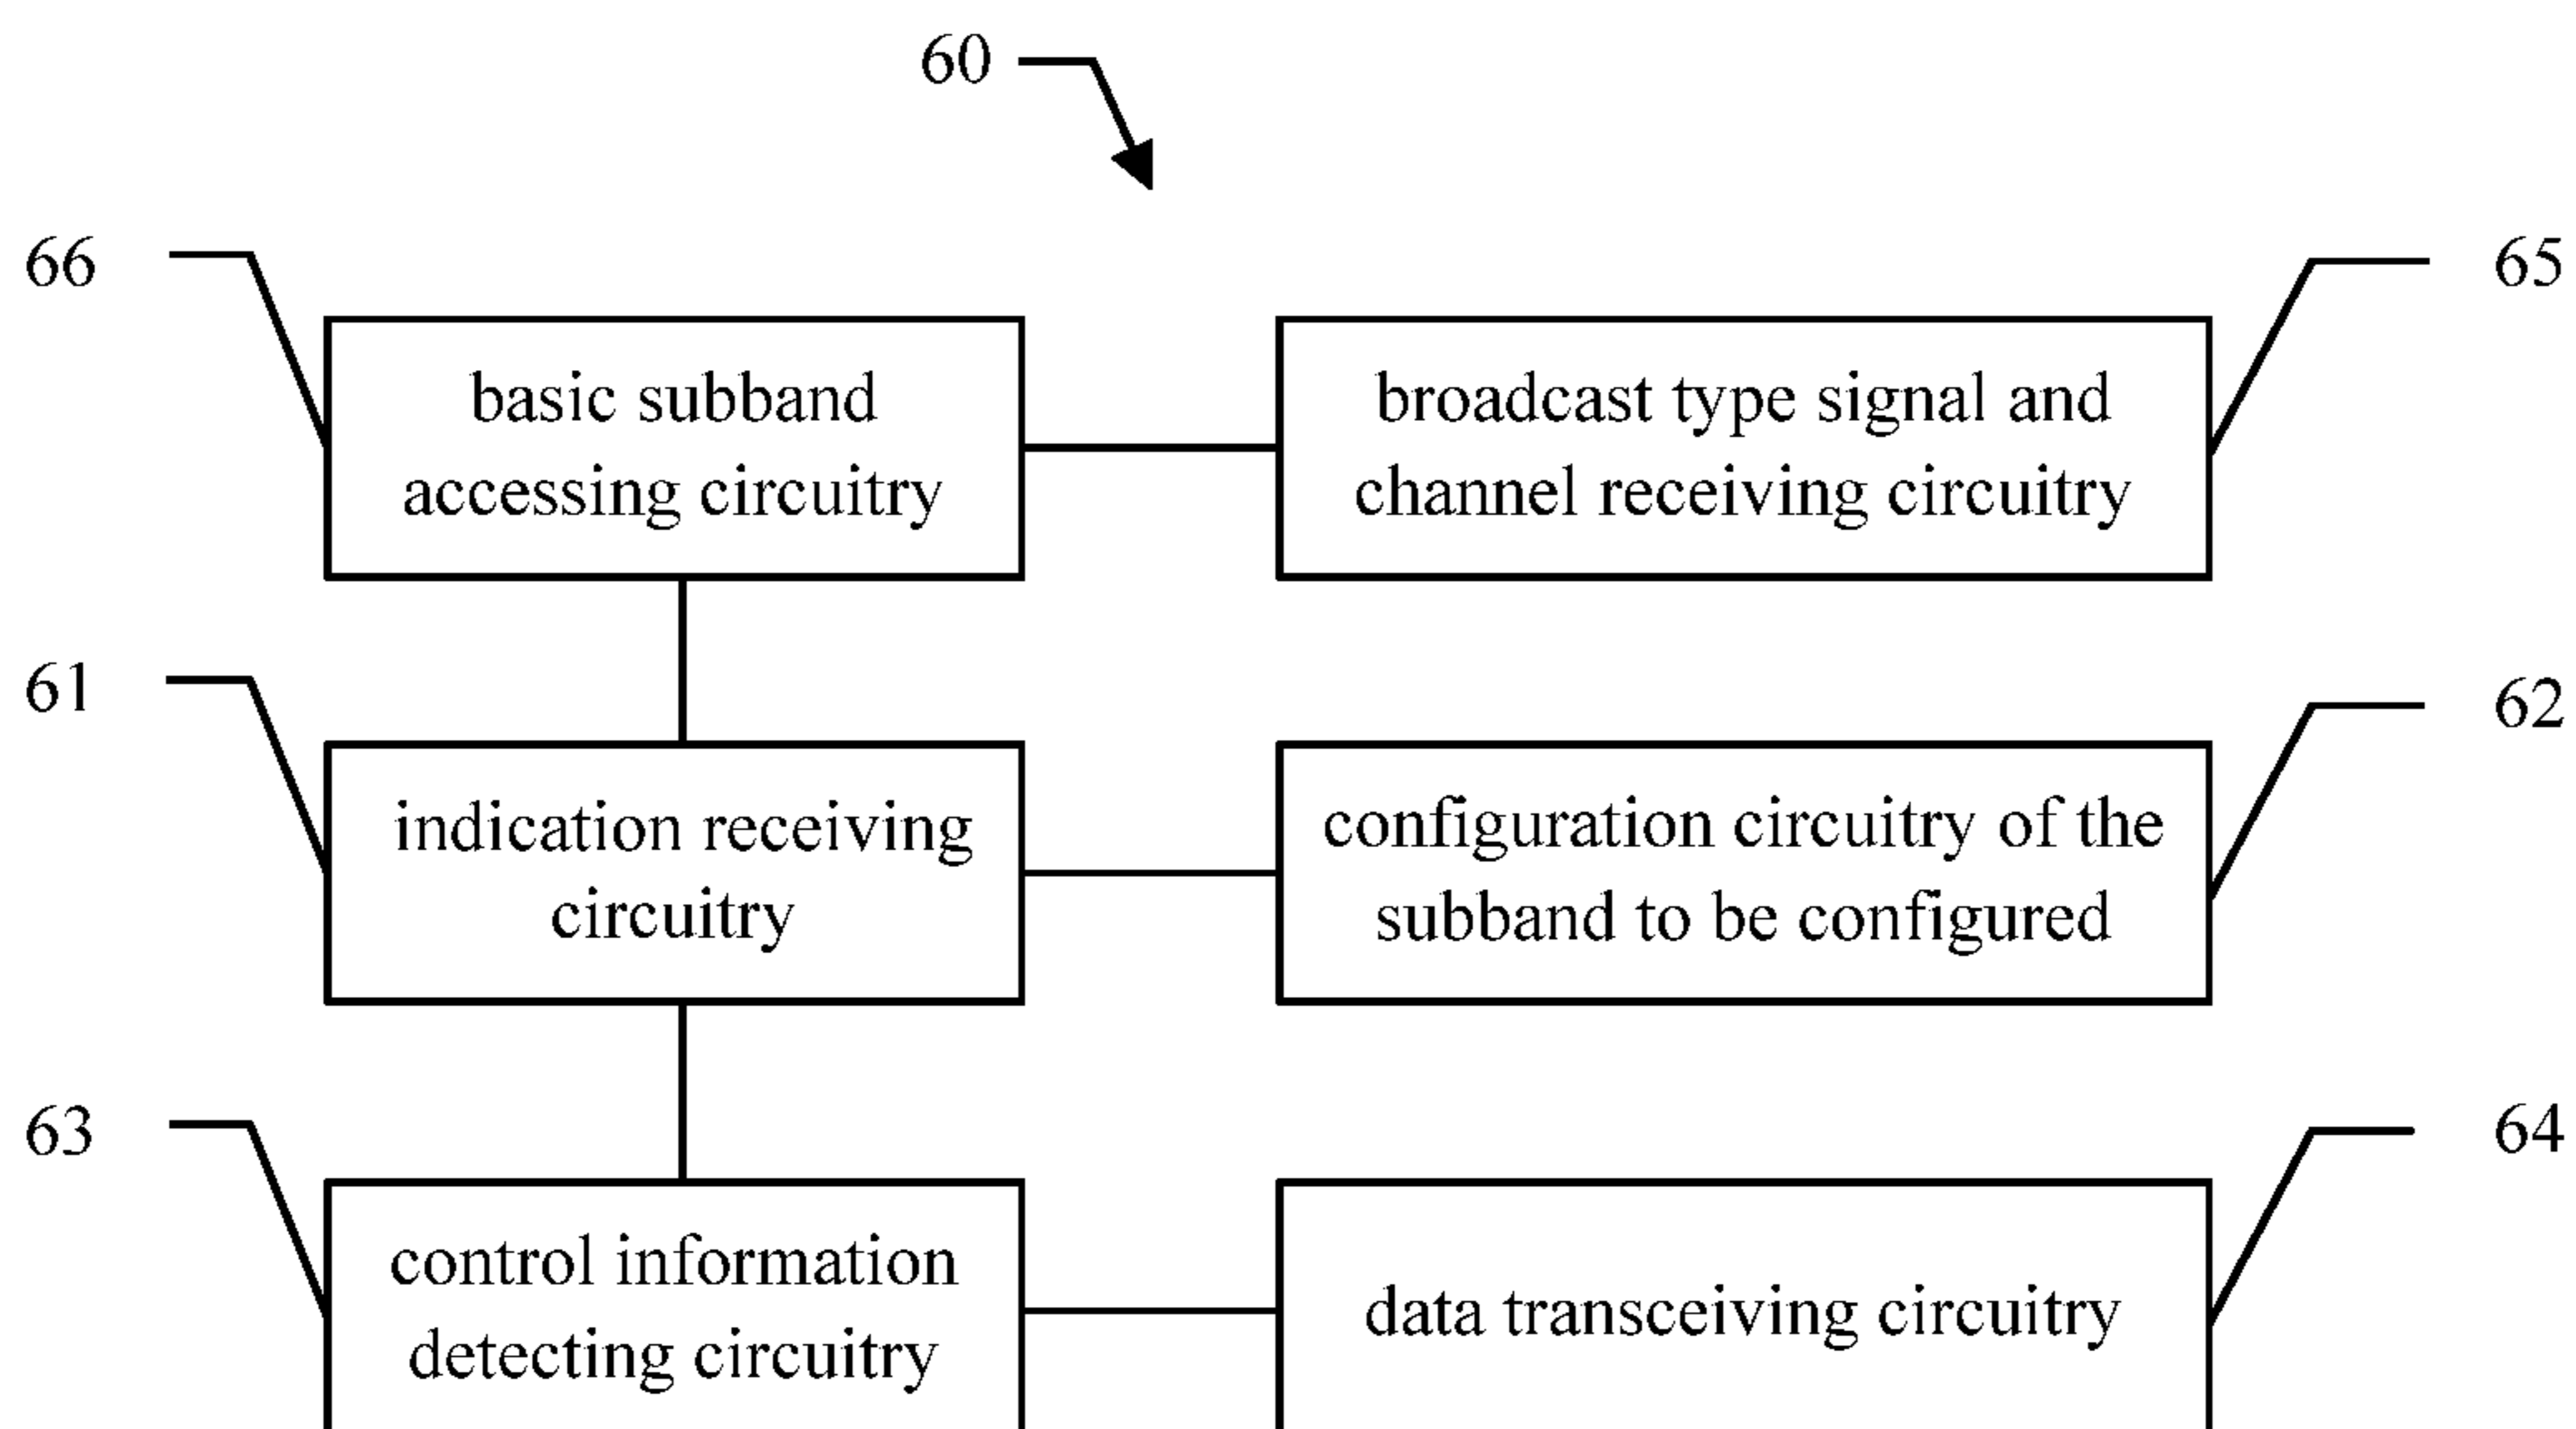 60
66
65
basic subband
accessing circuitry
broadcast type signal and
channel receiving circuitry
61
62
indication receiving
circuitry
configuration circuitry of the
subband to be configured
63
64
control information
detecting circuitry
data transceiving circuitry